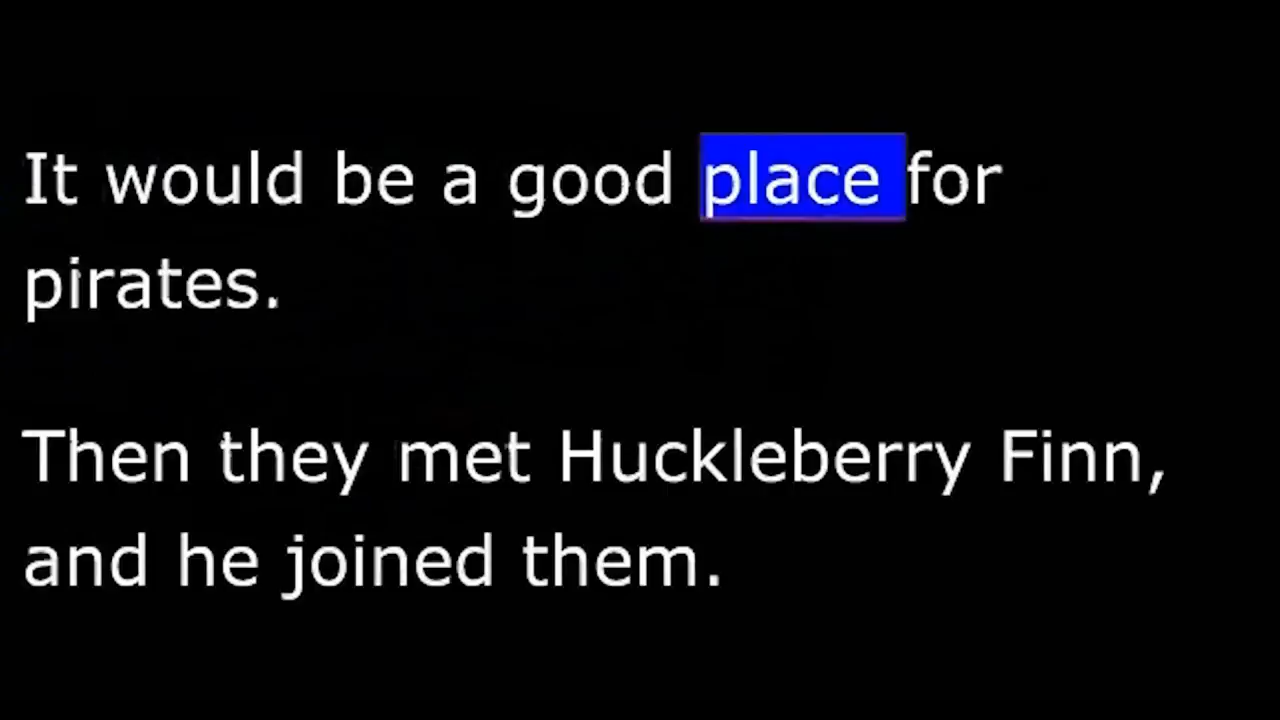 It would be a good place for
pirates.
Then they met Huckleberry Finn,
and he joined them.